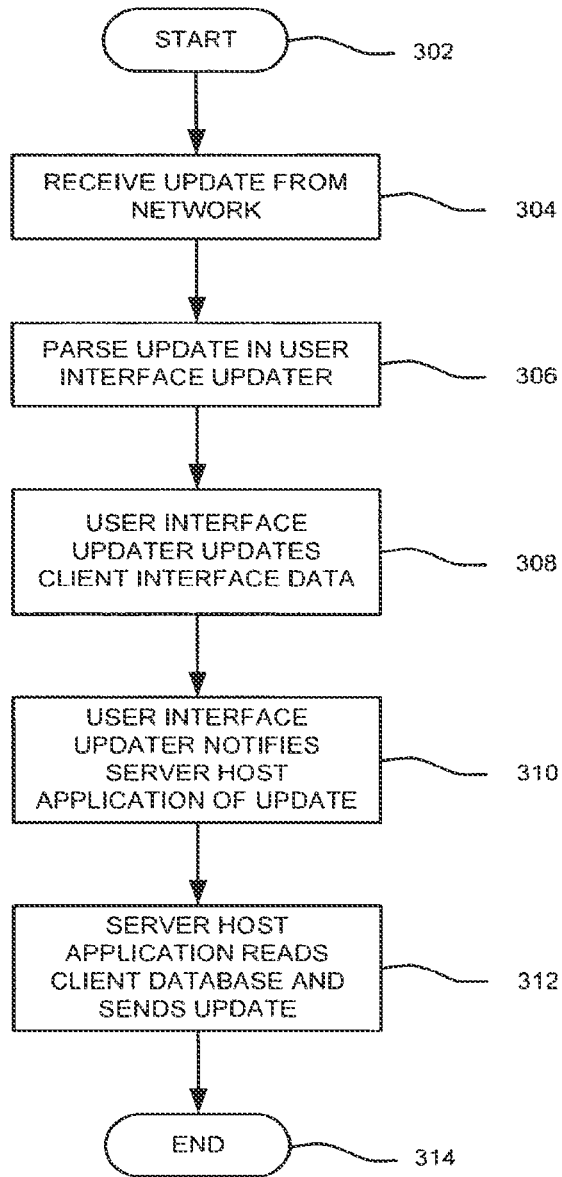 START
302
RECEIVE UPDATE FROM
NETWORK
304
PARSE UPDATE IN USER
INTERFACE UPDATER
306
USER INTERFACE
UPDATER UPDATES
CLIENT INTERFACE DATA
308
USER INTERFACE
UPDATER NOTIFIES
SERVER HOST
APPLICATION OF UPDATE
310
SERVER HOST
APPLICATION READS
CLIENT DATABASE AND
SENDS UPDATE
312
END
314